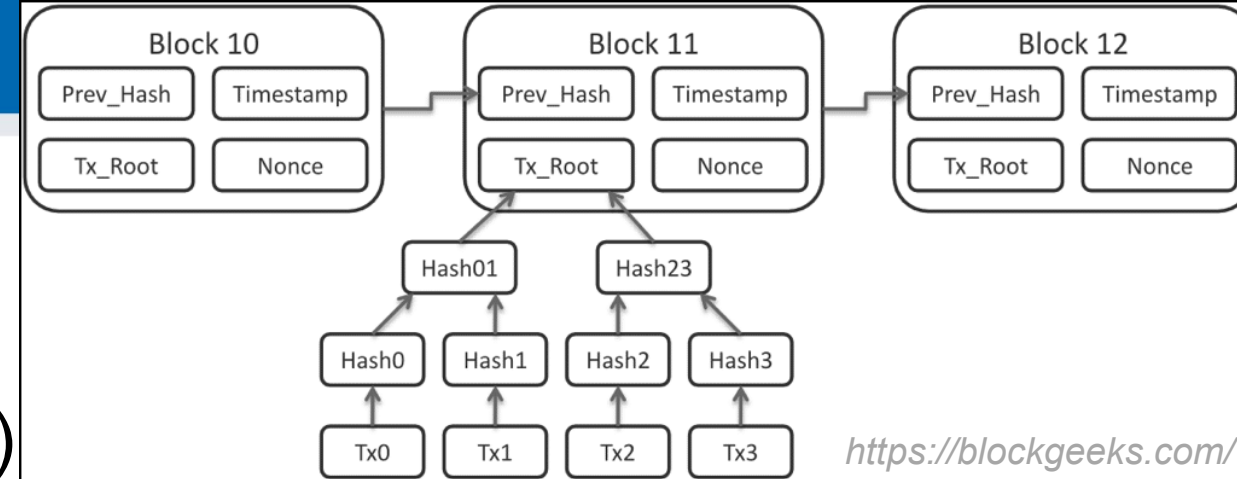 Block 10 Block 11 Block 12
Prev_Hash Timestamp Prev_Hash Timestamp Prev_Hash Timestamp
Tx_Root Nonce Tx_Root Nonce Tx_Root Nonce
Hash01 Hash23
Hash0 Hash1 Hash2 Hash3
)
Tx0 Tx1 Tx2 Tx3 https://blockgeeks.com/